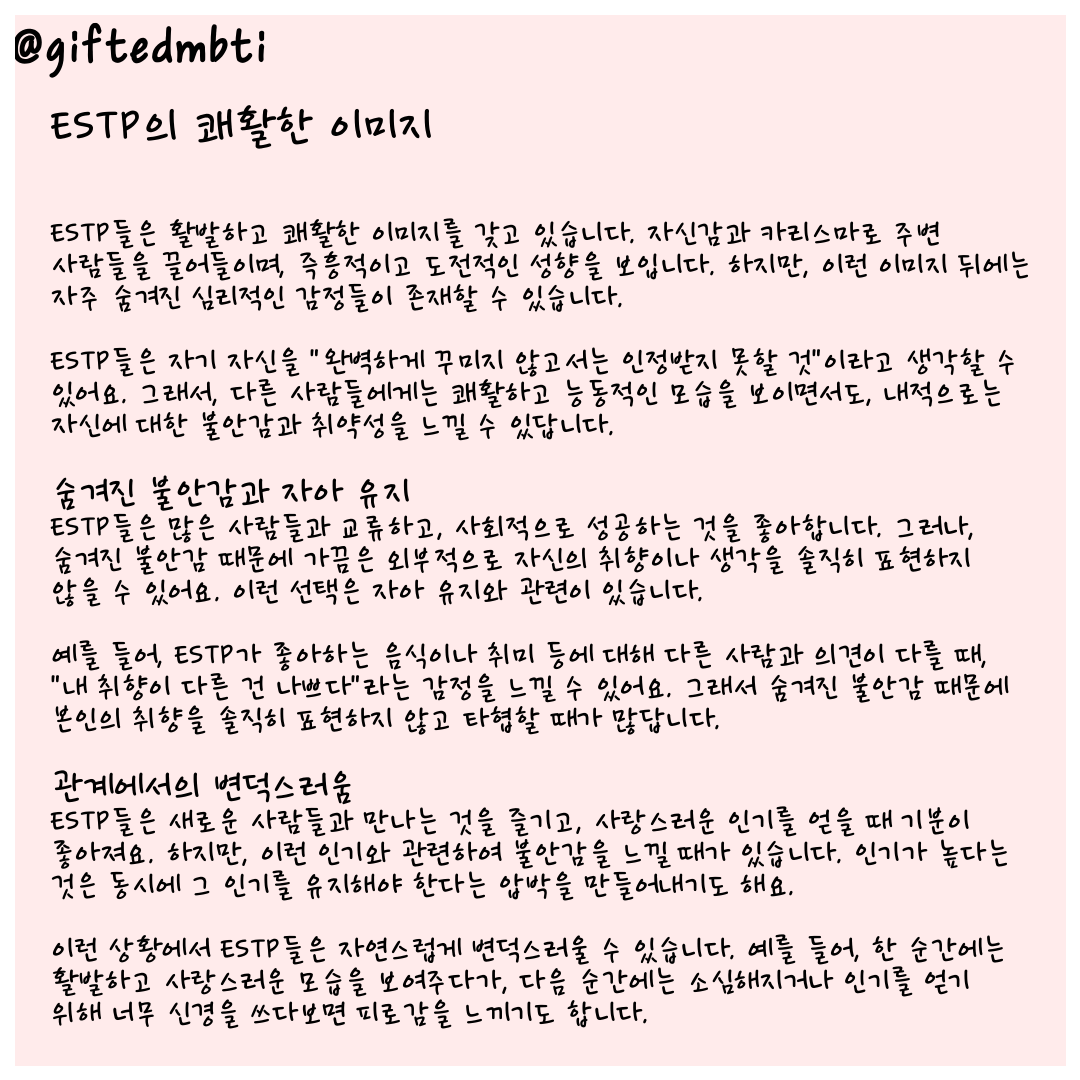 @giftedmbti
ESTP의 쾌활한 이미지
ESTP들은 활발하고 쾌활한 이미지를 갖고 있습니다. 자신감과 카리스마로 주변
사람들을 끌어들이며, 즉흥적이고 도전적인 성향을 보입니다. 하지만, 이런 이미지 뒤에는
자주 숨겨진 심리적인 감정들이 존재할 수 있습니다.
ESTP들은 자기 자신을 "완벽하게 꾸미지 않고서는 인정받지 못할 것"이라고 생각할 수
있어요. 그래서, 다른 사람들에게는 쾌활하고 능동적인 모습을 보이면서도, 내적으로는
자신에 대한 불안감과 취약성을 느낄 수 있답니다.
숨겨진 불안감과 자아 유지
ESTP들은 많은 사람들과 교류하고, 사회적으로 성공하는 것을 좋아합니다. 그러나,
숨겨진 불안감 때문에 가끔은 외부적으로 자신의 취향이나 생각을 솔직히 표현하지
않을 수 있어요. 이런 선택은 자아 유지와 관련이 있습니다.
예를 들어, ESTP가 좋아하는 음식이나 취미 등에 대해 다른 사람과 의견이 다를 때,
"내 취향이 다른 건 나쁘다"라는 감정을 느낄 수 있어요. 그래서 숨겨진 불안감 때문에
본인의 취향을 솔직히 표현하지 않고 타협할 때가 많답니다.
관계에서의 변덕스러움
ESTP들은 새로운 사람들과 만나는 것을 즐기고, 사랑스러운 인기를 얻을 때 기분이
좋아져요. 하지만, 이런 인기와 관련하여 불안감을 느낄 때가 있습니다. 인기가 높다는
것은 동시에 그 인기를 유지해야 한다는 압박을 만들어내기도 해요.
이런 상황에서 ESTP들은 자연스럽게 변덕스러울 수 있습니다. 예를 들어, 한 순간에는
활발하고 사랑스러운 모습을 보여주다가, 다음 순간에는 소심해지거나 인기를 얻기
위해 너무 신경을 쓰다보면 피로감을 느끼기도 합니다.